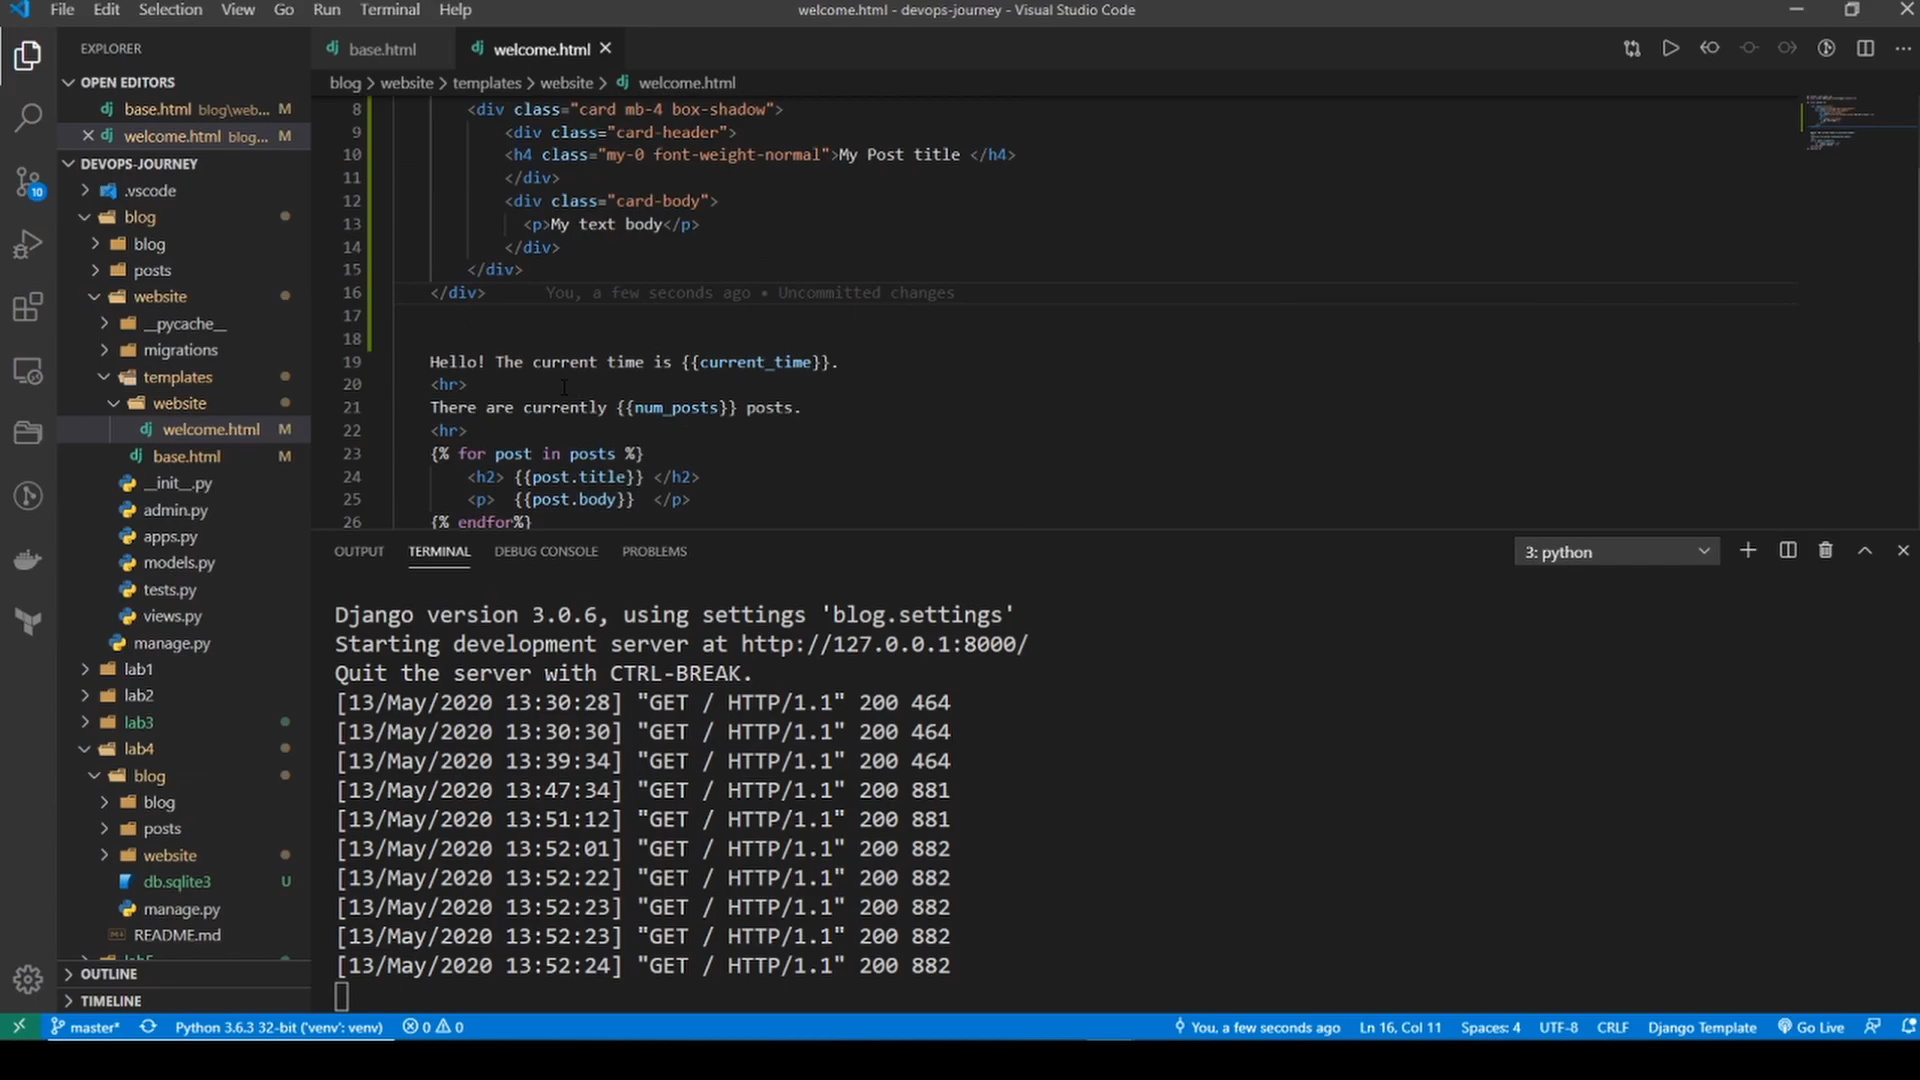 File Edit Selection View Go Run Terminal Help
welcome.html - devops-journey - Visual Studio Code
EXPLORER
OPEN EDITORS
base.html blog\web... M
welcome.html blog... M
DEVOPS-JOURNEY
.vscode
blog
blog
posts
website
__pycache__
migrations
templates
website
welcome.html M
base.html M
__init__.py
admin.py
apps.py
models.py
tests.py
views.py
manage.py
lab1
lab2
lab3
lab4
blog
blog
posts
website
db.sqlite3 U
manage.py
README.md
OUTLINE
TIMELINE
10
base.html
welcome.html
blog > website > templates > website > welcome.html
8 <div class="card mb-4 box-shadow">
9 <div class="card-header">
10 <h4 class="my-0 font-weight-normal">My Post title </h4>
11 </div>
12 <div class="card-body">
13 <p>My text body</p>
14 </div>
15 </div>
16 </div> You, a few seconds ago • Uncommitted changes
17
18
19 Hello! The current time is {{current_time}}.
20 <hr>
21 There are currently {{num_posts}} posts.
22 <hr>
23 {% for post in posts %}
24 <h2> {{post.title}} </h2>
25 <p> {{post.body}} </p>
26 {% endfor%}
OUTPUT TERMINAL DEBUG CONSOLE PROBLEMS
3: python
Django version 3.0.6, using settings 'blog.settings'
Starting development server at http://127.0.0.1:8000/
Quit the server with CTRL-BREAK.
[13/May/2020 13:30:28] "GET / HTTP/1.1" 200 464
[13/May/2020 13:30:30] "GET / HTTP/1.1" 200 464
[13/May/2020 13:39:34] "GET / HTTP/1.1" 200 464
[13/May/2020 13:47:34] "GET / HTTP/1.1" 200 881
[13/May/2020 13:51:12] "GET / HTTP/1.1" 200 881
[13/May/2020 13:52:01] "GET / HTTP/1.1" 200 882
[13/May/2020 13:52:22] "GET / HTTP/1.1" 200 882
[13/May/2020 13:52:23] "GET / HTTP/1.1" 200 882
[13/May/2020 13:52:23] "GET / HTTP/1.1" 200 882
[13/May/2020 13:52:24] "GET / HTTP/1.1" 200 882
master* Python 3.6.3 32-bit ('venv': venv) 0 0 You, a few seconds ago Ln 16, Col 11 Spaces: 4 UTF-8 CRLF Django Template Go Live